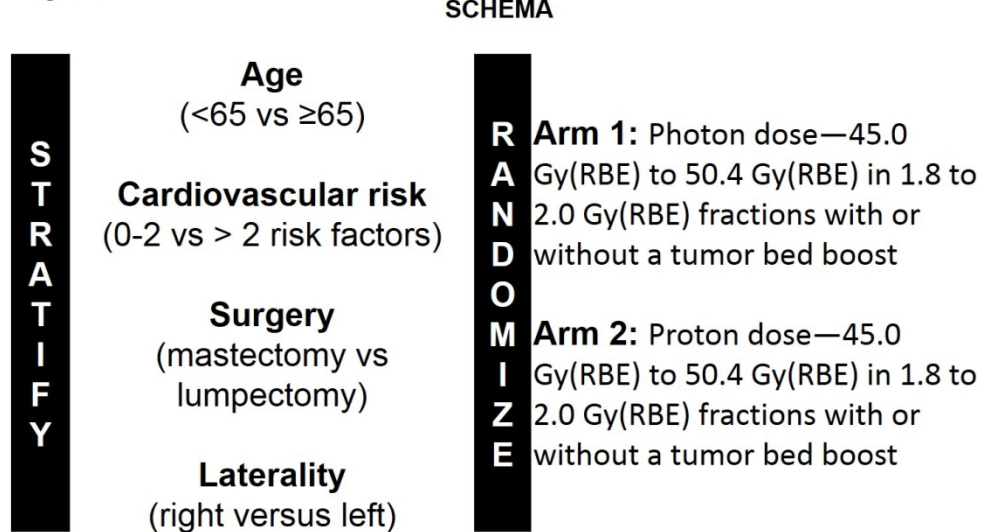 SCHEMA
STRATIFY
Age
(<65 vs ≥65)
Cardiovascular risk
(0-2 vs > 2 risk factors)
Surgery
(mastectomy vs
lumpectomy)
Laterality
(right versus left)
RANDOMIZE
Arm 1: Photon dose—45.0
Gy(RBE) to 50.4 Gy(RBE) in 1.8 to
2.0 Gy(RBE) fractions with or
without a tumor bed boost
Arm 2: Proton dose—45.0
Gy(RBE) to 50.4 Gy(RBE) in 1.8 to
2.0 Gy(RBE) fractions with or
without a tumor bed boost